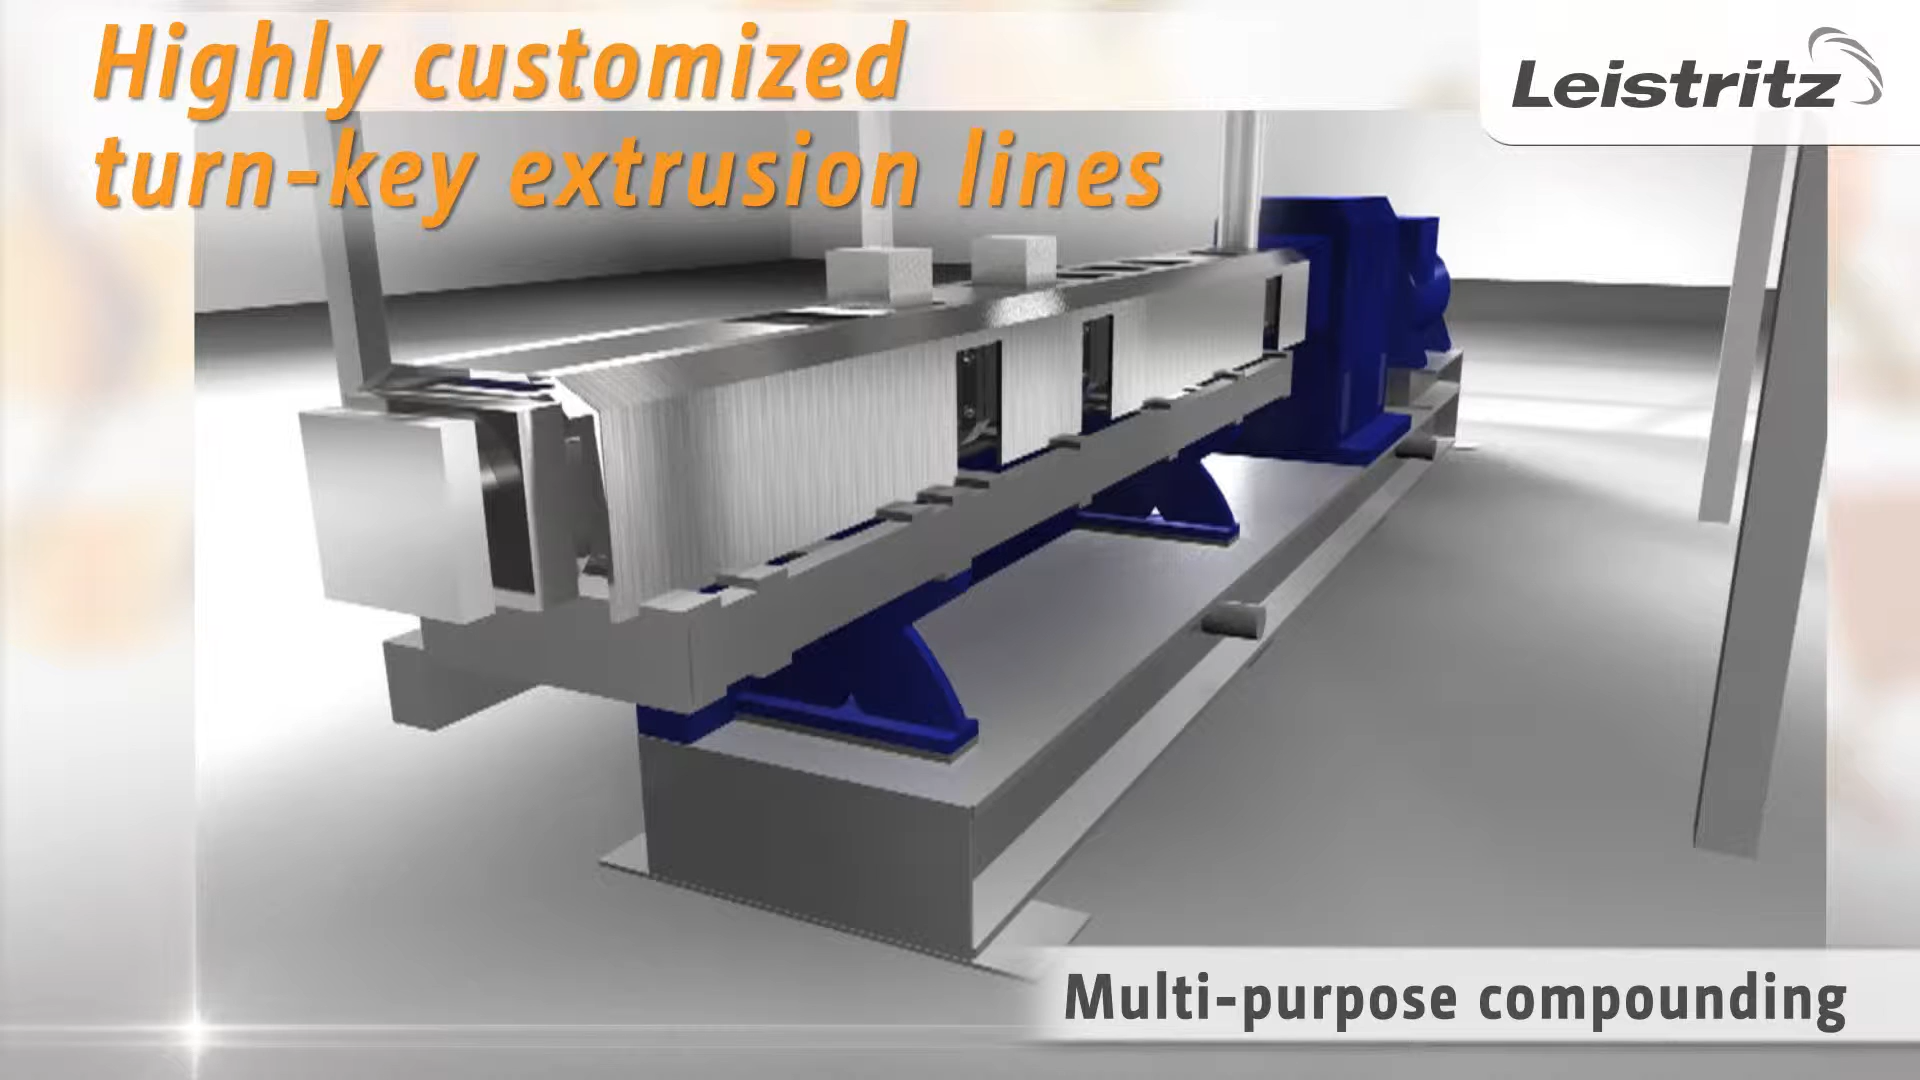 Highly customized
turn-key extrusion lines
Leistritz
Multi-purpose compounding